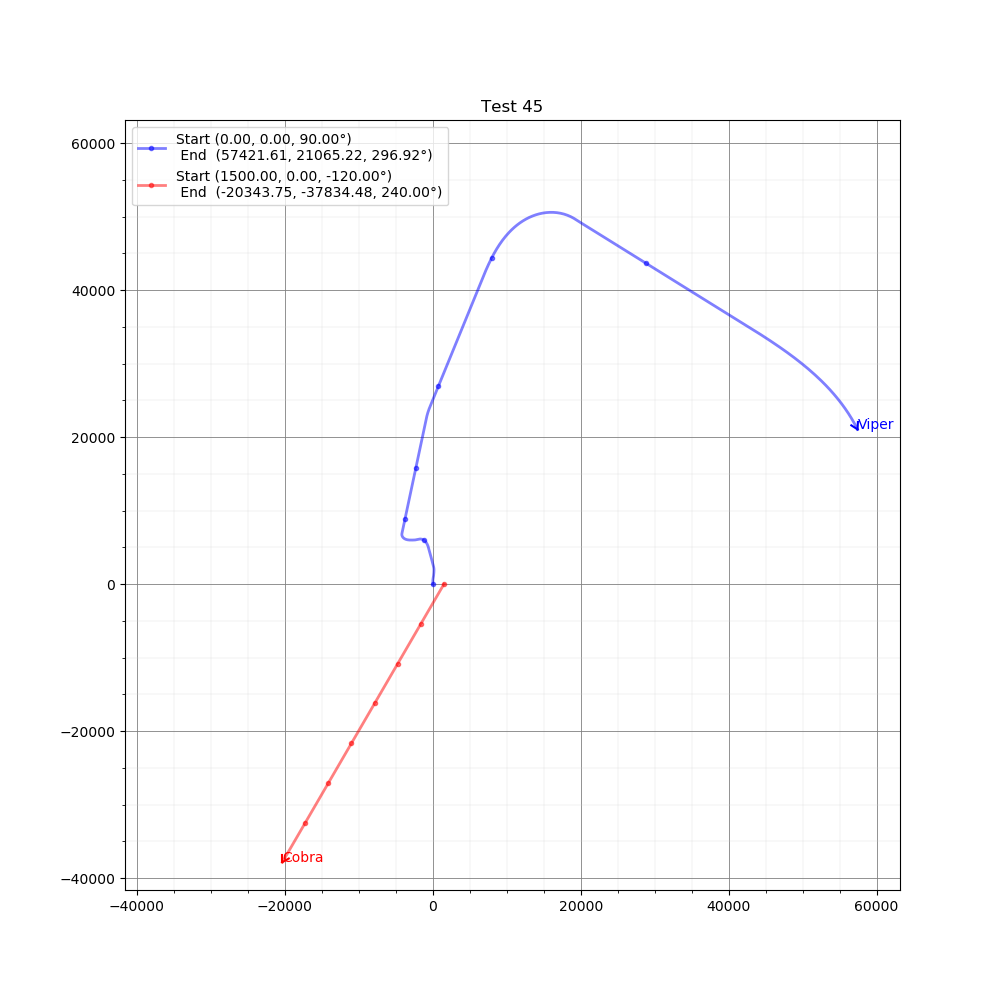 Test 45
Start (0.00, 0.00, 90.00°)
End (57421.61, 21065.22, 296.92°)
Start (1500.00, 0.00, -120.00°)
End (-20343.75, -37834.48, 240.00°)
60000
40000
20000
0
−20000
−40000
Viper
Cobra
−40000
−20000
0
20000
40000
60000